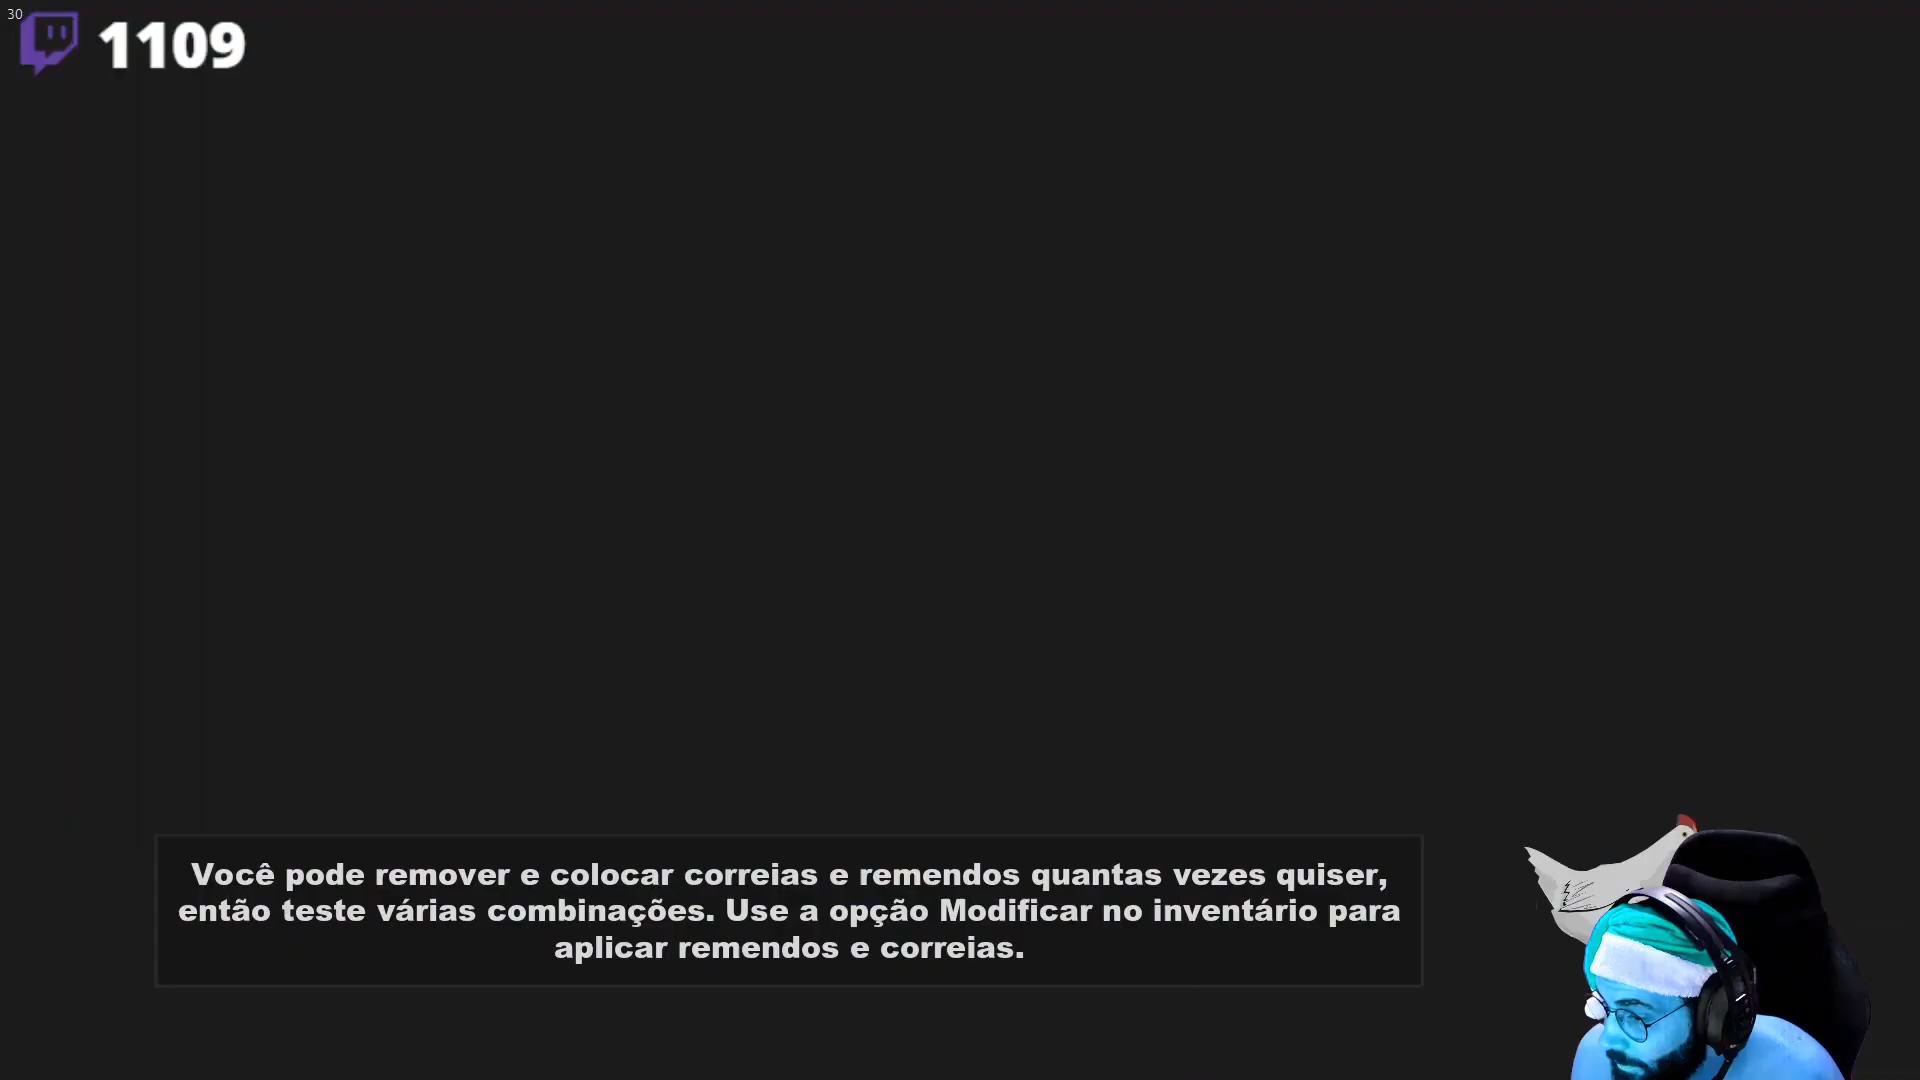 30
1109
Você pode remover e colocar correias e remendos quantas vezes quiser,
então teste várias combinações. Use a opção Modificar no inventário para
aplicar remendos e correias.